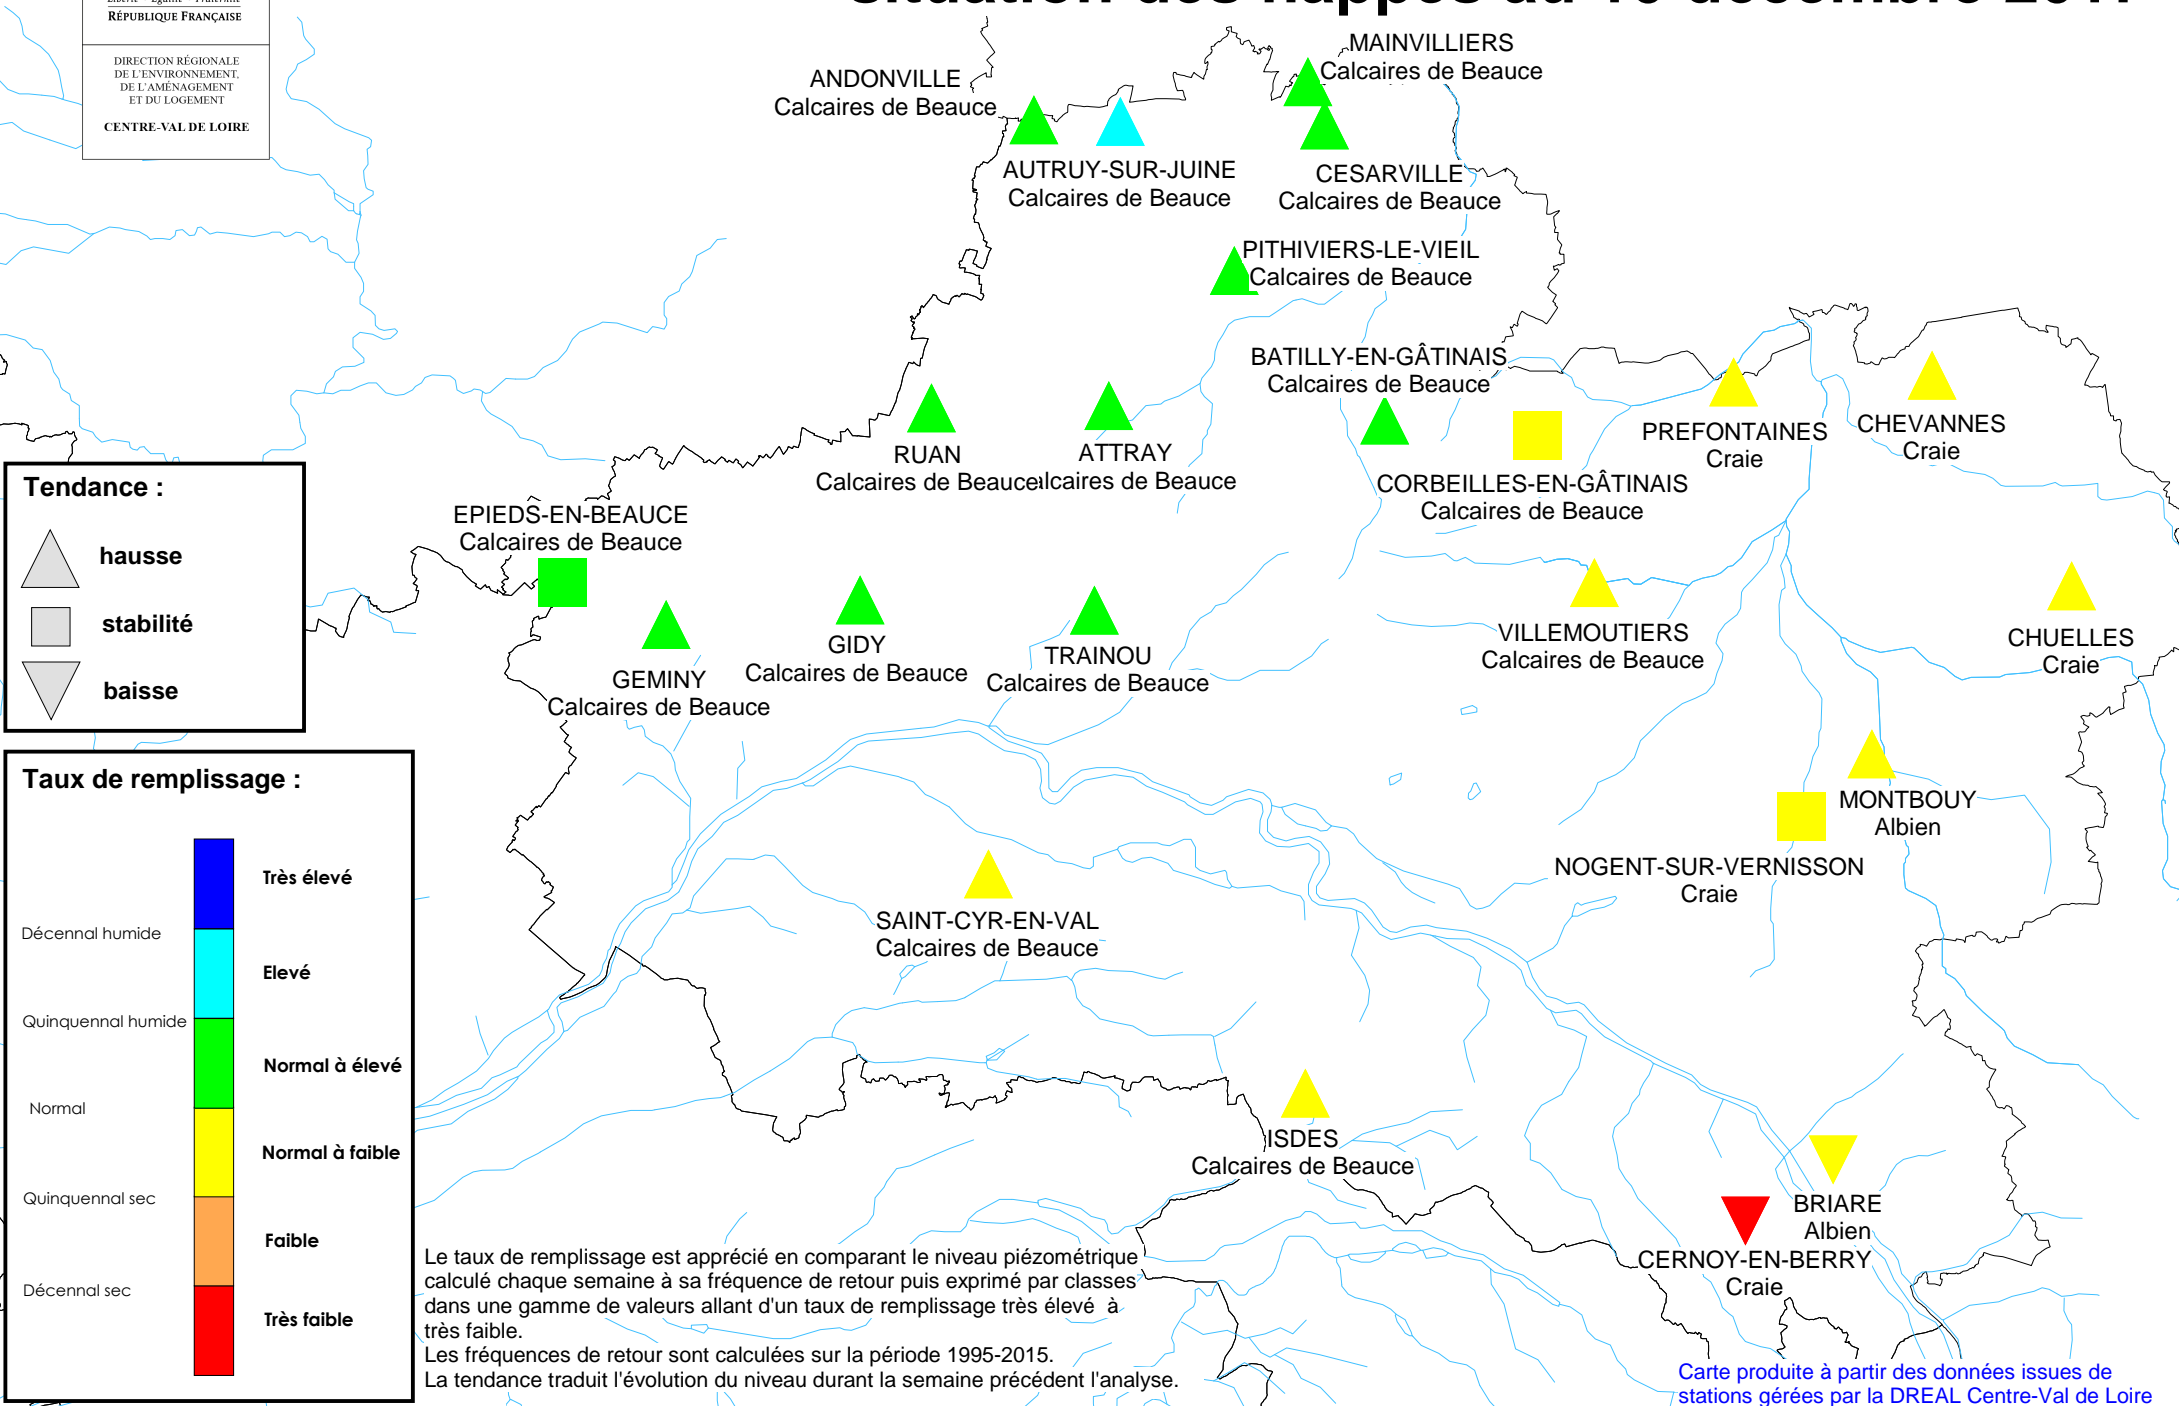 RÉPUBLIQUE FRANÇAISE
DIRECTION RÉGIONALE
DE L'ENVIRONNEMENT,
DE L'AMÉNAGEMENT
ET DU LOGEMENT
CENTRE-VAL DE LOIRE
MAINVILLIERS
Calcaires de Beauce
ANDONVILLE
Calcaires de Beauce
AUTRUY-SUR-JUINE
Calcaires de Beauce
CESARVILLE
Calcaires de Beauce
PITHIVIERS-LE-VIEIL
Calcaires de Beauce
BATILLY-EN-GÂTINAIS
Calcaires de Beauce
PREFONTAINES
Craie
CHEVANNES
Craie
RUAN
Calcaires de Beauce
ATTRAY
lcaires de Beauce
CORBEILLES-EN-GÂTINAIS
Calcaires de Beauce
EPIEDS-EN-BEAUCE
Calcaires de Beauce
GEMINY
Calcaires de Beauce
GIDY
Calcaires de Beauce
TRAINOU
Calcaires de Beauce
VILLEMOUTIERS
Calcaires de Beauce
CHUELLES
Craie
MONTBOUY
Albien
NOGENT-SUR-VERNISSON
Craie
SAINT-CYR-EN-VAL
Calcaires de Beauce
ISDES
Calcaires de Beauce
BRIARE
Albien
CERNOY-EN-BERRY
Craie
Tendance :
hausse
stabilité
baisse
Taux de remplissage :
Très élevé
Décennal humide
Elevé
Quinquennal humide
Normal à élevé
Normal
Normal à faible
Quinquennal sec
Faible
Décennal sec
Très faible
Le taux de remplissage est apprécié en comparant le niveau piézométrique
calculé chaque semaine à sa fréquence de retour puis exprimé par classes
dans une gamme de valeurs allant d'un taux de remplissage très élevé à
très faible.
Les fréquences de retour sont calculées sur la période 1995-2015.
La tendance traduit l'évolution du niveau durant la semaine précédent l'analyse.
Carte produite à partir des données issues de
stations gérées par la DREAL Centre-Val de Loire